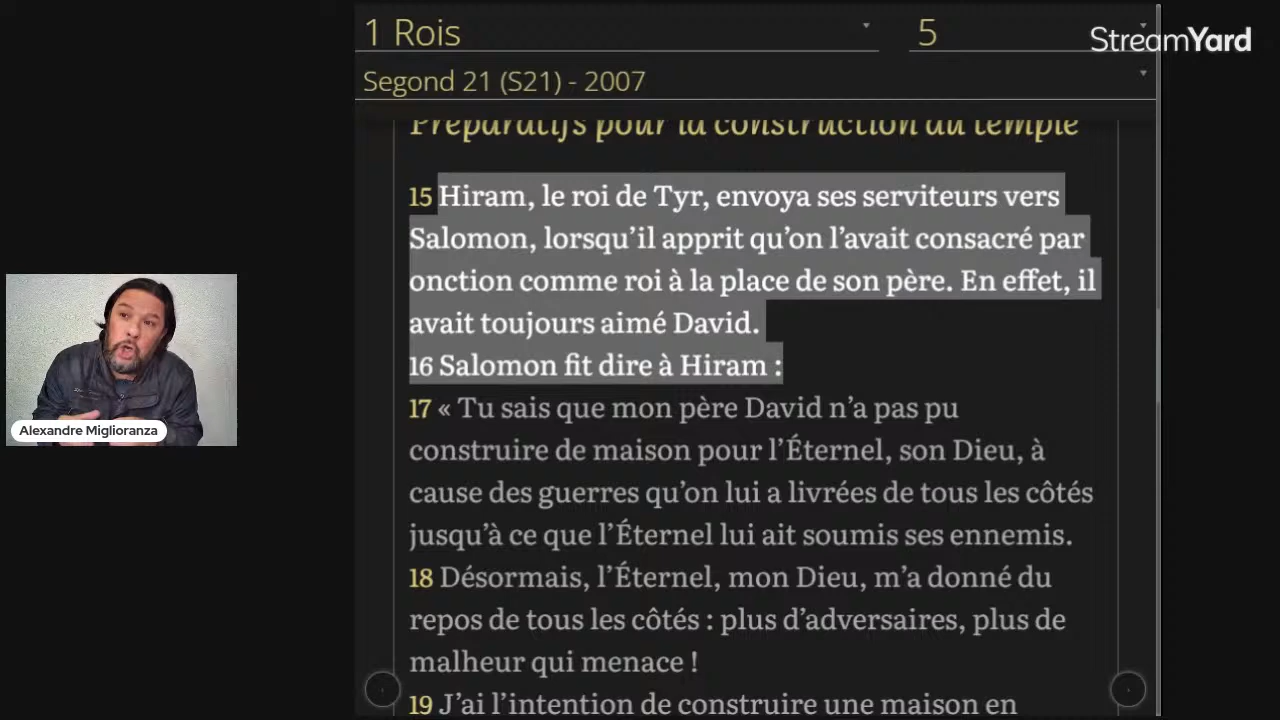 1 Rois
5
StreamYard
Segond 21 (S21) - 2007
Préparatifs pour la construction du temple
15 Hiram, le roi de Tyr, envoya ses serviteurs vers
Salomon, lorsqu’il apprit qu’on l’avait consacré par
onction comme roi à la place de son père. En effet, il
avait toujours aimé David.
16 Salomon fit dire à Hiram :
17 « Tu sais que mon père David n’a pas pu
construire de maison pour l’Éternel, son Dieu, à
cause des guerres qu’on lui a livrées de tous les côtés
jusqu’à ce que l’Éternel lui ait soumis ses ennemis.
18 Désormais, l’Éternel, mon Dieu, m’a donné du
repos de tous les côtés : plus d’adversaires, plus de
malheur qui menace !
19 J’ai l’intention de construire une maison en
Alexandre Miglioranza